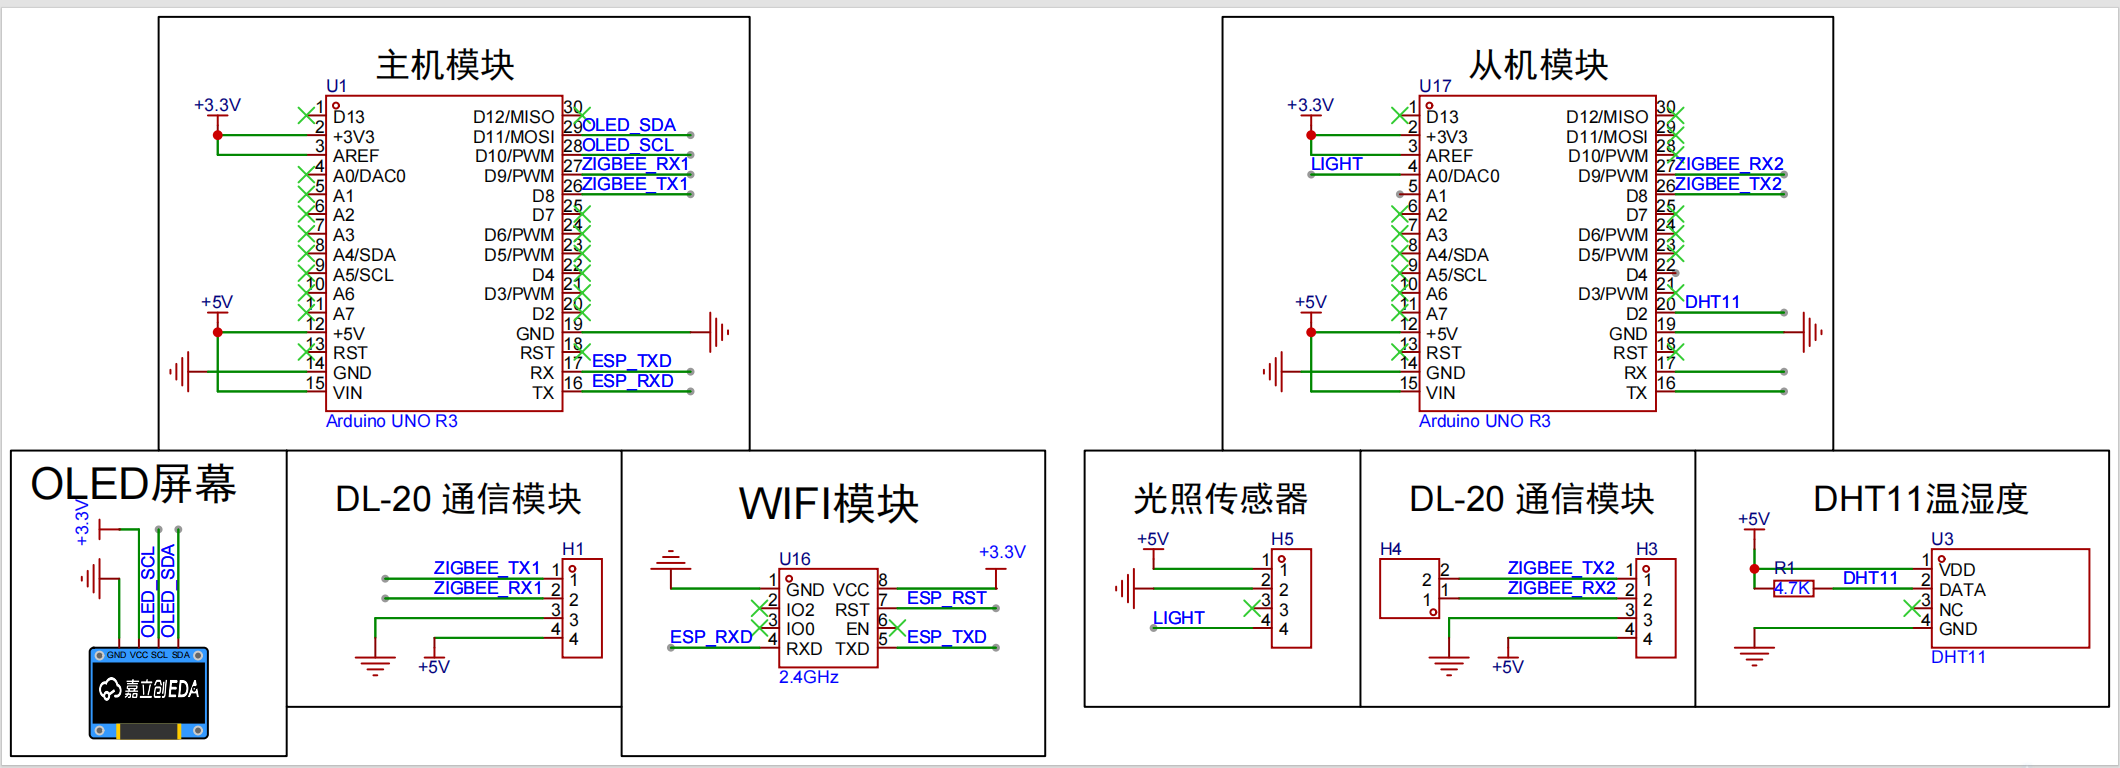 主机模块
U1
+3.3V
+5V
1 D13
2 +3V3
3 AREF
4 A0/DAC0
5 A1
6 A2
7 A3
8 A4/SDA
9 A5/SCL
10 A6
11 A7
12 +5V
13 RST
14 GND
15 VIN
D12/MISO 30
D11/MOSI 29 OLED_SDA
D10/PWM 28 OLED_SCL
D9/PWM 27 ZIGBEE_RX1
D8 26 ZIGBEE_TX1
D7 25
D6/PWM 24
D5/PWM 23
D4 22
D3/PWM 21
D2 20
GND 19
RST 18
RX 17 ESP_TXD
TX 16 ESP_RXD
Arduino UNO R3
从机模块
U17
+3.3V
LIGHT
+5V
1 D13
2 +3V3
3 AREF
4 A0/DAC0
5 A1
6 A2
7 A3
8 A4/SDA
9 A5/SCL
10 A6
11 A7
12 +5V
13 RST
14 GND
15 VIN
D12/MISO 30
D11/MOSI 29
D10/PWM 28
D9/PWM 27 ZIGBEE_RX2
D8 26 ZIGBEE_TX2
D7 25
D6/PWM 24
D5/PWM 23
D4 22
D3/PWM 21
D2 20 DHT11
GND 19
RST 18
RX 17
TX 16
Arduino UNO R3
OLED屏幕
+3.3V
OLED_SCL
OLED_SDA
GND VCC SCL SDA
嘉立创EDA
DL-20 通信模块
H1
ZIGBEE_TX1 1 1
ZIGBEE_RX1 2 2
3 3
4 4
+5V
WIFI模块
U16
+3.3V
1 GND VCC 8
2 IO2 RST 7 ESP_RST
3 IO0 EN 6
ESP_RXD 4 RXD TXD 5 ESP_TXD
2.4GHz
光照传感器
+5V
H5
1 1
2 2
3 3
LIGHT 4 4
DL-20 通信模块
H4
2 2
1 1
H3
ZIGBEE_TX2 1 1
ZIGBEE_RX2 2 2
3 3
4 4
+5V
DHT11温湿度
+5V
U3
R1
4.7K
DHT11
1 VDD
2 DATA
3 NC
4 GND
DHT11